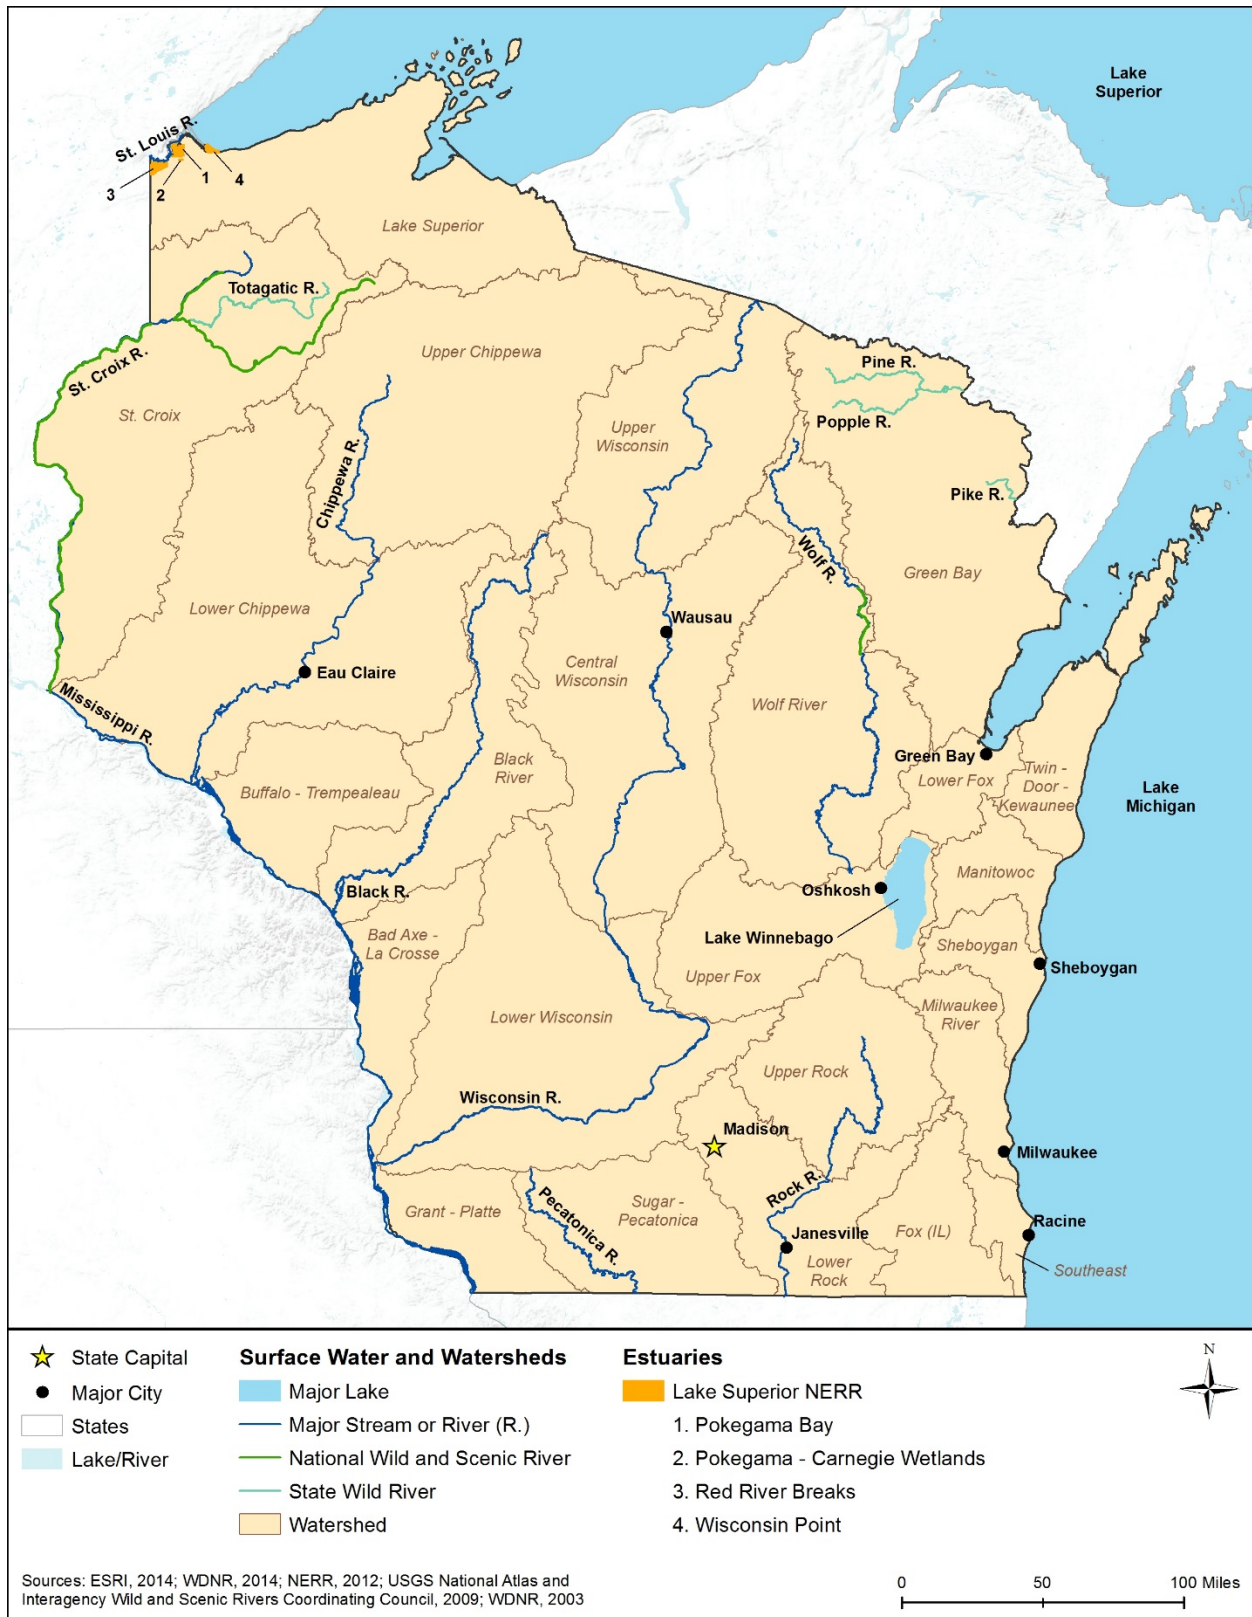 Lake
Superior
St. Louis R.
3
2
1
4
Lake Superior
Totagatic R.
St. Croix R.
Upper Chippewa
Pine R.
St. Croix
Upper
Wisconsin
Popple R.
Chippewa R.
Pike R.
Wolf R.
Green Bay
Lower Chippewa
Wausau
Eau Claire
Central
Wisconsin
Mississippi R.
Wolf River
Black
River
Green Bay
Lower Fox
Twin -
Door -
Kewaunee
Buffalo - Trempealeau
Lake
Michigan
Manitowoc
Black R.
Oshkosh
Lake Winnebago
Bad Axe -
La Crosse
Sheboygan
Sheboygan
Upper Fox
Lower Wisconsin
Milwaukee
River
Upper Rock
Wisconsin R.
Madison
Milwaukee
Rock R.
Grant - Platte
Pecatonica R.
Sugar -
Pecatonica
Janesville
Fox (IL)
Racine
Lower
Rock
Southeast
State Capital
Major City
States
Lake/River
Surface Water and Watersheds
Major Lake
Major Stream or River (R.)
National Wild and Scenic River
State Wild River
Watershed
Estuaries
Lake Superior NERR
1. Pokegama Bay
2. Pokegama - Carnegie Wetlands
3. Red River Breaks
4. Wisconsin Point
N
Sources: ESRI, 2014; WDNR, 2014; NERR, 2012; USGS National Atlas and
Interagency Wild and Scenic Rivers Coordinating Council, 2009; WDNR, 2003
0 50 100 Miles